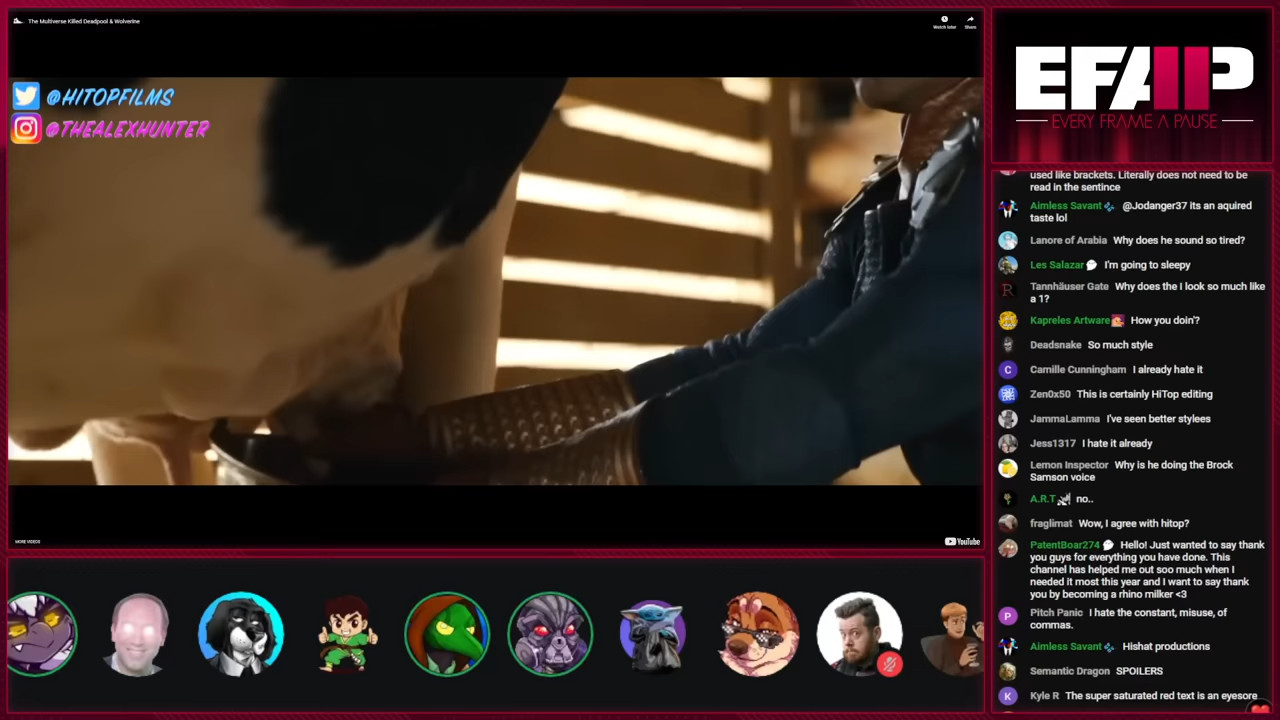 The Multiverse Killed Deadpool & Wolverine
Watch later
Share
@HITOPFILMS
@THEALEXHUNTER
MORE VIDEOS
YouTube
EFAP
EVERY FRAME A PAUSE
used like brackets. Literally does not need to be
read in the sentince
Aimless Savant @Jodanger37 its an aquired
taste lol
Lanore of Arabia Why does he sound so tired?
Les Salazar I'm going to sleepy
Tannhäuser Gate Why does the I look so much like
a 1?
Kapreles Artware How you doin'?
Deadsnake So much style
C
Camille Cunningham I already hate it
Zen0x50 This is certainly HiTop editing
JammaLamma I've seen better stylees
Jess1317 I hate it already
Lemon Inspector Why is he doing the Brock
Samson voice
A.R.T no..
fraglimat Wow, I agree with hitop?
PatentBoar274 Hello! Just wanted to say thank
you guys for everything you have done. This
channel has helped me out soo much when I
needed it most this year and I want to say thank
you by becoming a rhino milker <3
P
Pitch Panic I hate the constant, misuse, of
commas.
Aimless Savant Hishat productions
Semantic Dragon SPOILERS
K
Kyle R The super saturated red text is an eyesore